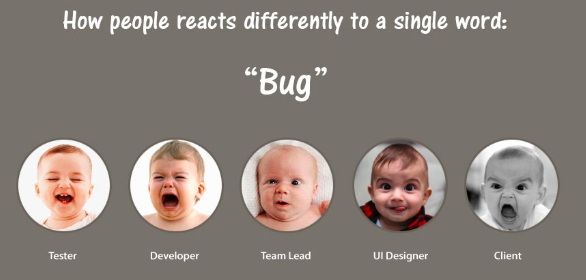 How people reacts differently to a single word:
“Bug”
Tester Developer Team Lead UI Designer Client